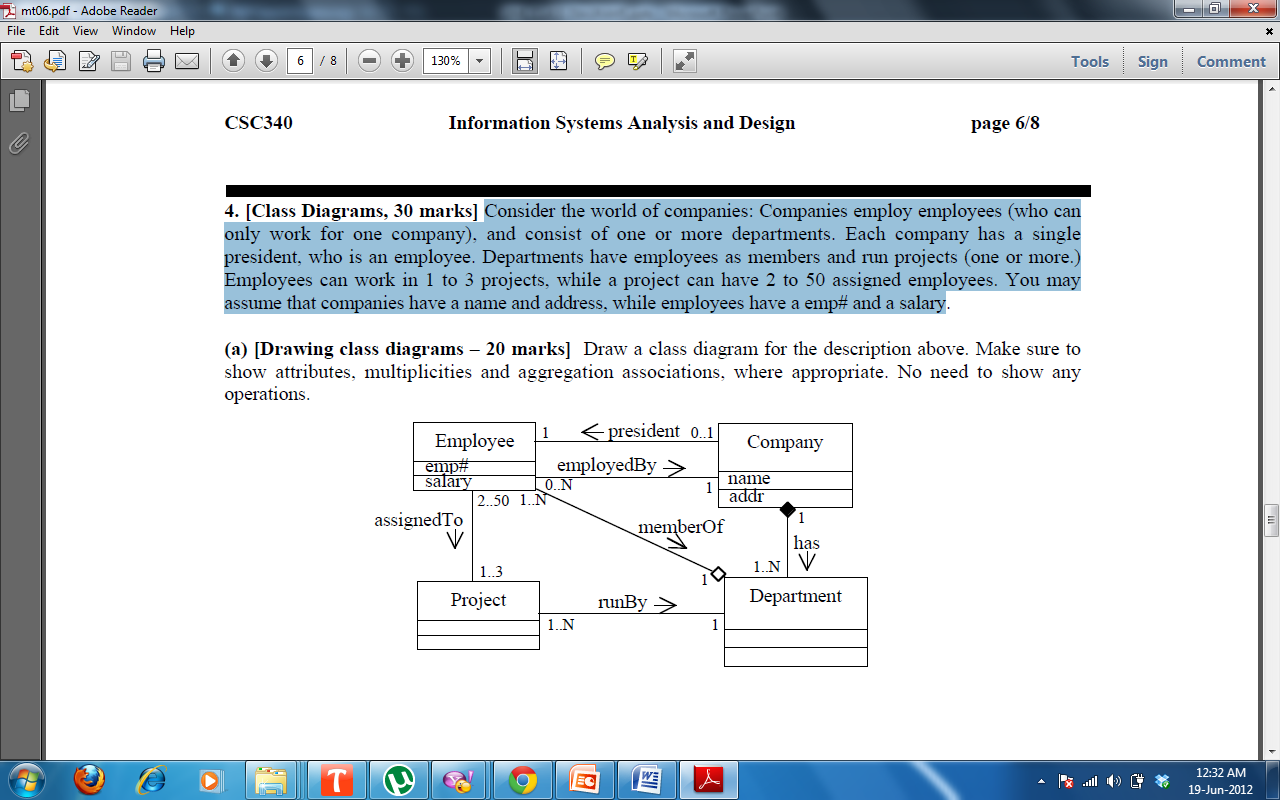 mt06.pdf - Adobe Reader
File Edit View Window Help
6 / 8 130% Tools Sign Comment
CSC340 Information Systems Analysis and Design page 6/8
4. [Class Diagrams, 30 marks] Consider the world of companies: Companies employ employees (who can
only work for one company), and consist of one or more departments. Each company has a single
president, who is an employee. Departments have employees as members and run projects (one or more.)
Employees can work in 1 to 3 projects, while a project can have 2 to 50 assigned employees. You may
assume that companies have a name and address, while employees have a emp# and a salary.
(a) [Drawing class diagrams – 20 marks] Draw a class diagram for the description above. Make sure to
show attributes, multiplicities and aggregation associations, where appropriate. No need to show any
operations.
Employee 1 president 0..1 Company
emp# employedBy name
salary 0..N 1 addr
2..50 1..N 1
assignedTo memberOf
has
1..3 1 1..N
Project runBy Department
1..N 1
12:32 AM
19-Jun-2012